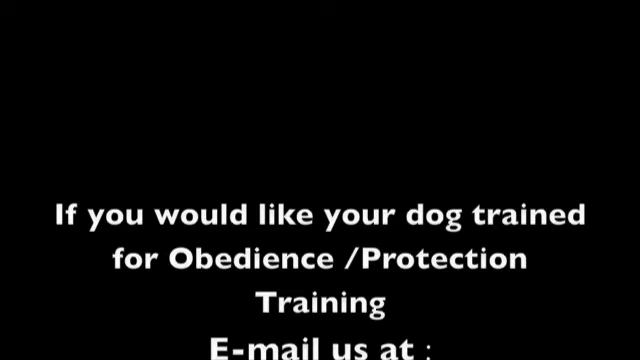 If you would like your dog trained
for Obedience /Protection
Training
E-mail us at :